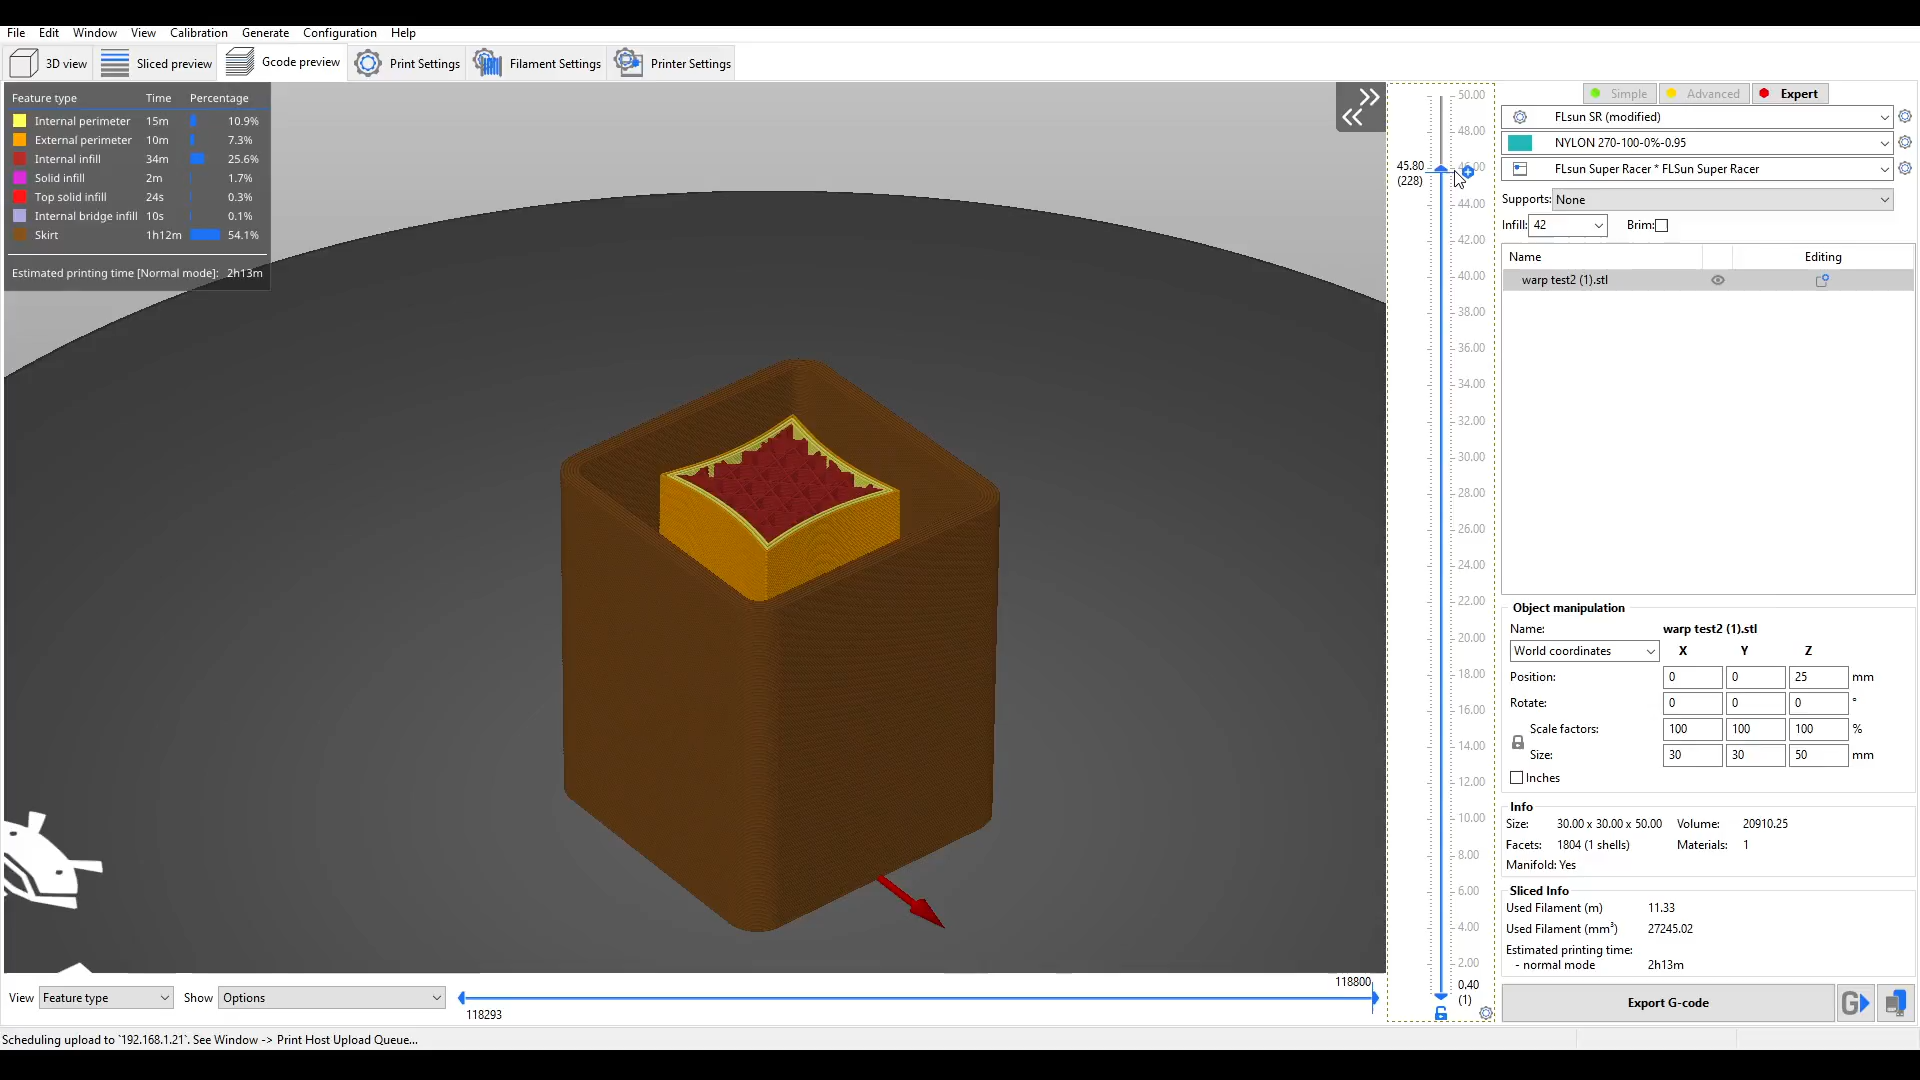 File Edit Window View Calibration Generate Configuration Help
3D view Sliced preview Gcode preview Print Settings Filament Settings Printer Settings
Feature type Time Percentage
Internal perimeter 15m 10.9%
External perimeter 10m 7.3%
Internal infill 34m 25.6%
Solid infill 2m 1.7%
Top solid infill 24s 0.3%
Internal bridge infill 10s 0.1%
Skirt 1h12m 54.1%
Estimated printing time [Normal mode]: 2h13m
50.00
48.00
45.80
(228)
46.00
44.00
42.00
40.00
38.00
36.00
34.00
32.00
30.00
28.00
26.00
24.00
22.00
20.00
18.00
16.00
14.00
12.00
10.00
8.00
6.00
4.00
2.00
0.40
(1)
Simple Advanced Expert
FLsun SR (modified)
NYLON 270-100-0%-0.95
FLsun Super Racer * FLSun Super Racer
Supports: None
Infill: 42 Brim:
Name Editing
warp test2 (1).stl
Object manipulation
Name: warp test2 (1).stl
World coordinates X Y Z
Position: 0 0 25 mm
Rotate: 0 0 0 °
Scale factors: 100 100 100 %
Size: 30 30 50 mm
Inches
Info
Size: 30.00 x 30.00 x 50.00 Volume: 20910.25
Facets: 1804 (1 shells) Materials: 1
Manifold: Yes
Sliced Info
Used Filament (m) 11.33
Used Filament (mm³) 27245.02
Estimated printing time:
- normal mode 2h13m
Export G-code
118800
View Feature type Show Options
118293
Scheduling upload to `192.168.1.21`. See Window -> Print Host Upload Queue...